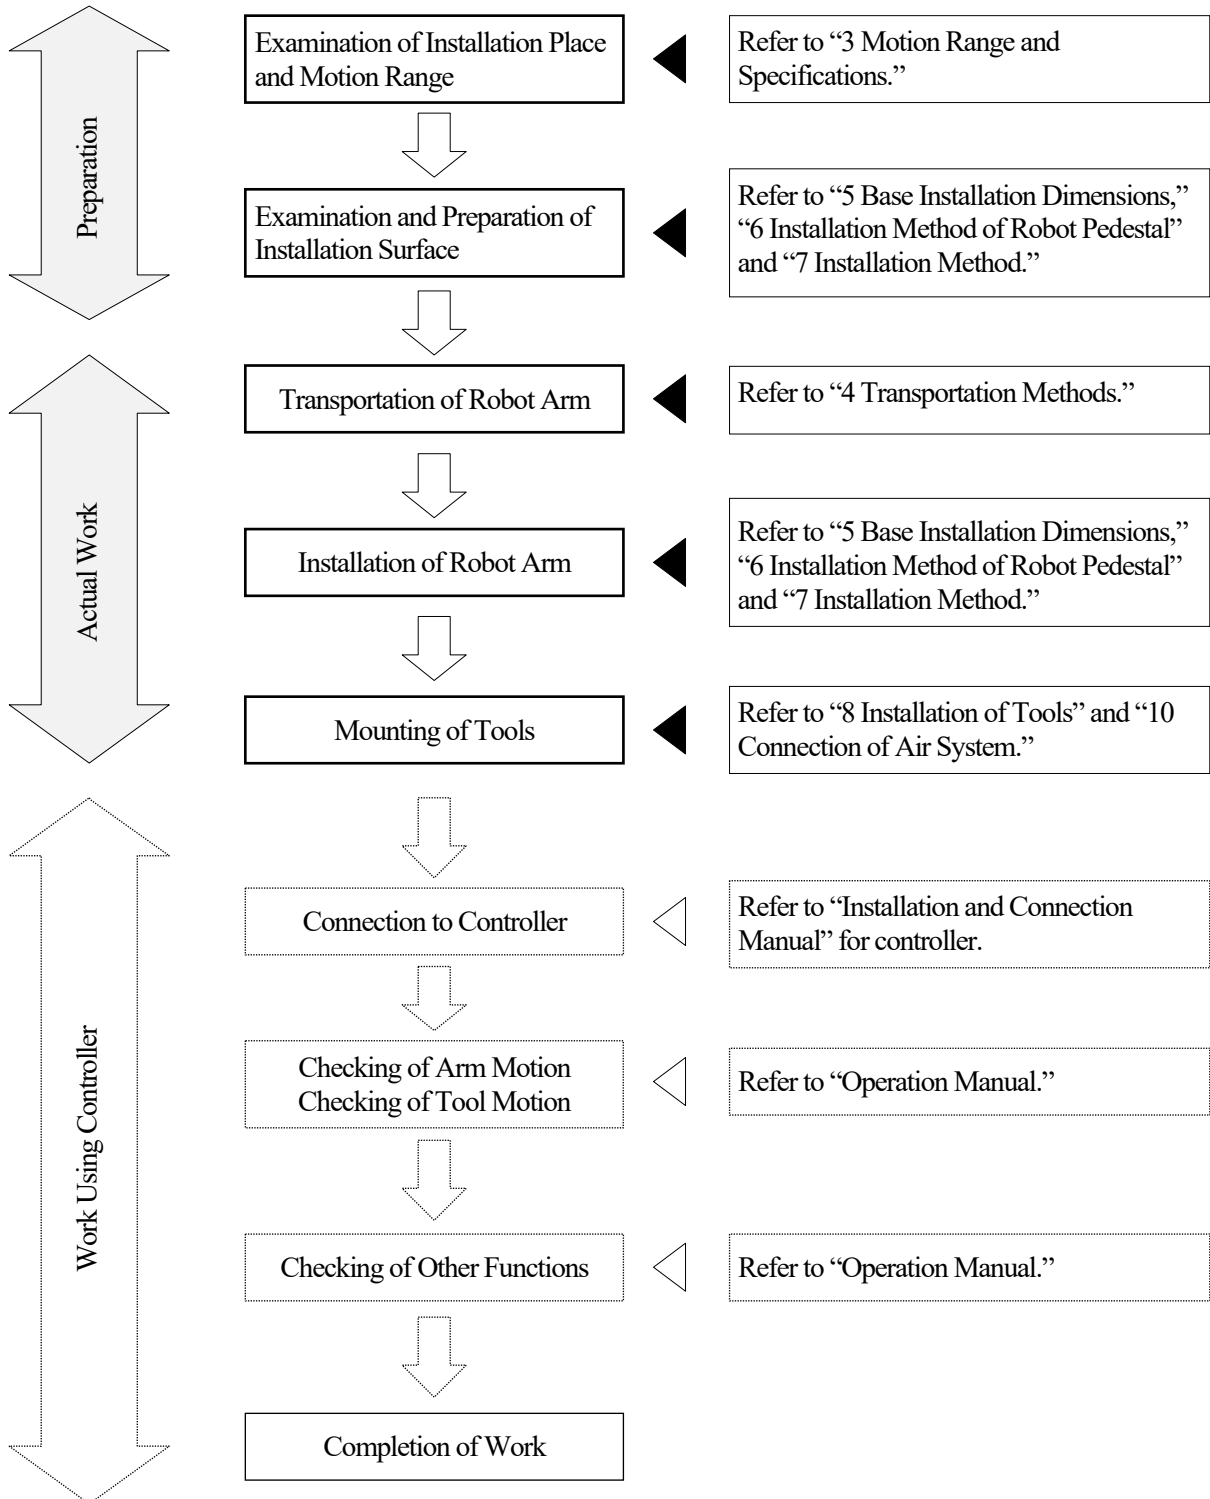 Preparation
Examination of Installation Place
and Motion Range
Refer to “3 Motion Range and
Specifications.”
Examination and Preparation of
Installation Surface
Refer to “5 Base Installation Dimensions,”
“6 Installation Method of Robot Pedestal”
and “7 Installation Method.”
Actual Work
Transportation of Robot Arm
Refer to “4 Transportation Methods.”
Installation of Robot Arm
Refer to “5 Base Installation Dimensions,”
“6 Installation Method of Robot Pedestal”
and “7 Installation Method.”
Mounting of Tools
Refer to “8 Installation of Tools” and “10
Connection of Air System.”
Work Using Controller
Connection to Controller
Refer to “Installation and Connection
Manual” for controller.
Checking of Arm Motion
Checking of Tool Motion
Refer to “Operation Manual.”
Checking of Other Functions
Refer to “Operation Manual.”
Completion of Work